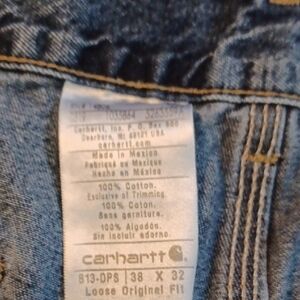 Carhartt, Inc. P. O. Box 600
Dearborn, MI 48121 USA
carhartt.com
Made in Mexico
Fabriqué au Mexique
Hecho en México
100% Cotton.
Exclusive of Trimming.
100% Coton.
Sans garniture.
100% Algodon.
Sin incluir adorno.
carhartt
B13-DPS | 38 X 32
Loose Original Fit